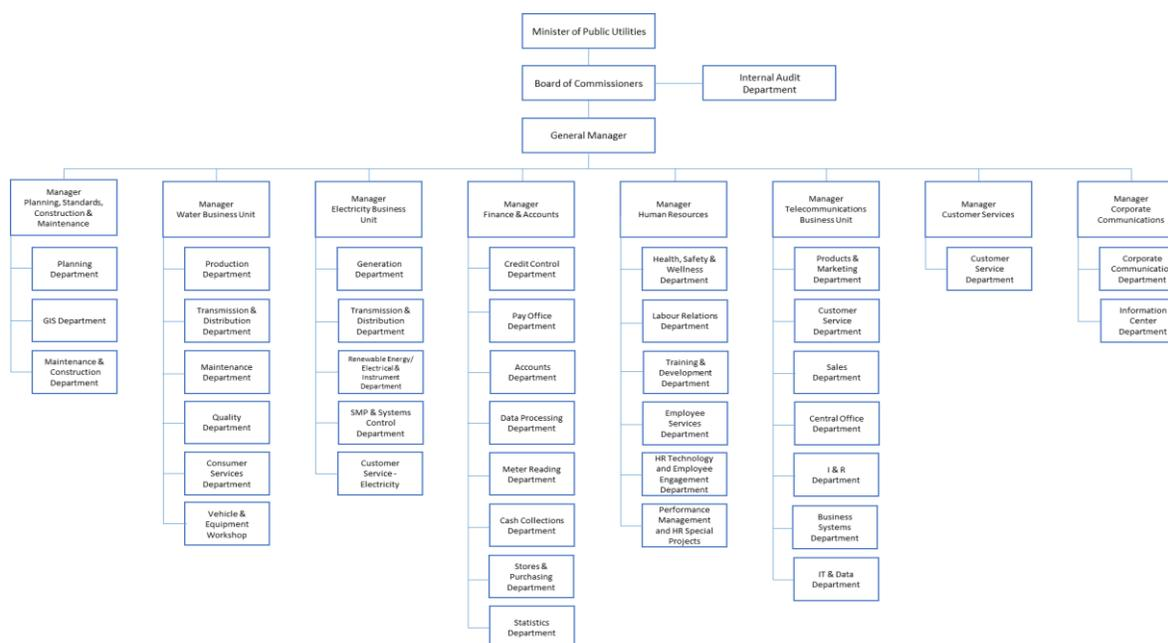 Minister of Public Utilities
Board of Commissioners
Internal Audit
Department
General Manager
Manager
Planning, Standards,
Construction &
Maintenance
Planning
Department
GIS Department
Maintenance &
Construction Department
Manager
Water Business Unit
Production Department
Transmission &
Distribution Department
Maintenance
Department
Quality
Department
Consumer
Services Department
Vehicle &
Equipment
Workshop
Manager
Electricity Business
Unit
Generation
Department
Transmission &
Distribution Department
Renewable Energy/
Electrical &
Instrument
Department
SMP & Systems
Control
Department
Customer
Service -
Electricity
Manager
Finance & Accounts
Credit Control
Department
Pay Office
Department
Accounts
Department
Data Processing
Department
Meter Reading
Department
Cash Collections
Department
Stores &
Purchasing
Department
Statistics
Department
Manager
Human Resources
Health, Safety &
Wellness
Department
Labour Relations
Department
Training &
Development
Department
Employee
Services
Department
HR Technology
and Employee
Engagement
Department
Performance
Management
and HR Special
Projects
Manager
Telecommunications
Business Unit
Products &
Marketing
Department
Customer
Service
Department
Sales
Department
Central Office
Department
I & R
Department
Business
Systems
Department
IT & Data
Department
Manager
Customer Services
Customer
Service
Department
Manager
Corporate
Communications
Corporate
Communication
Department
Information
Center
Department